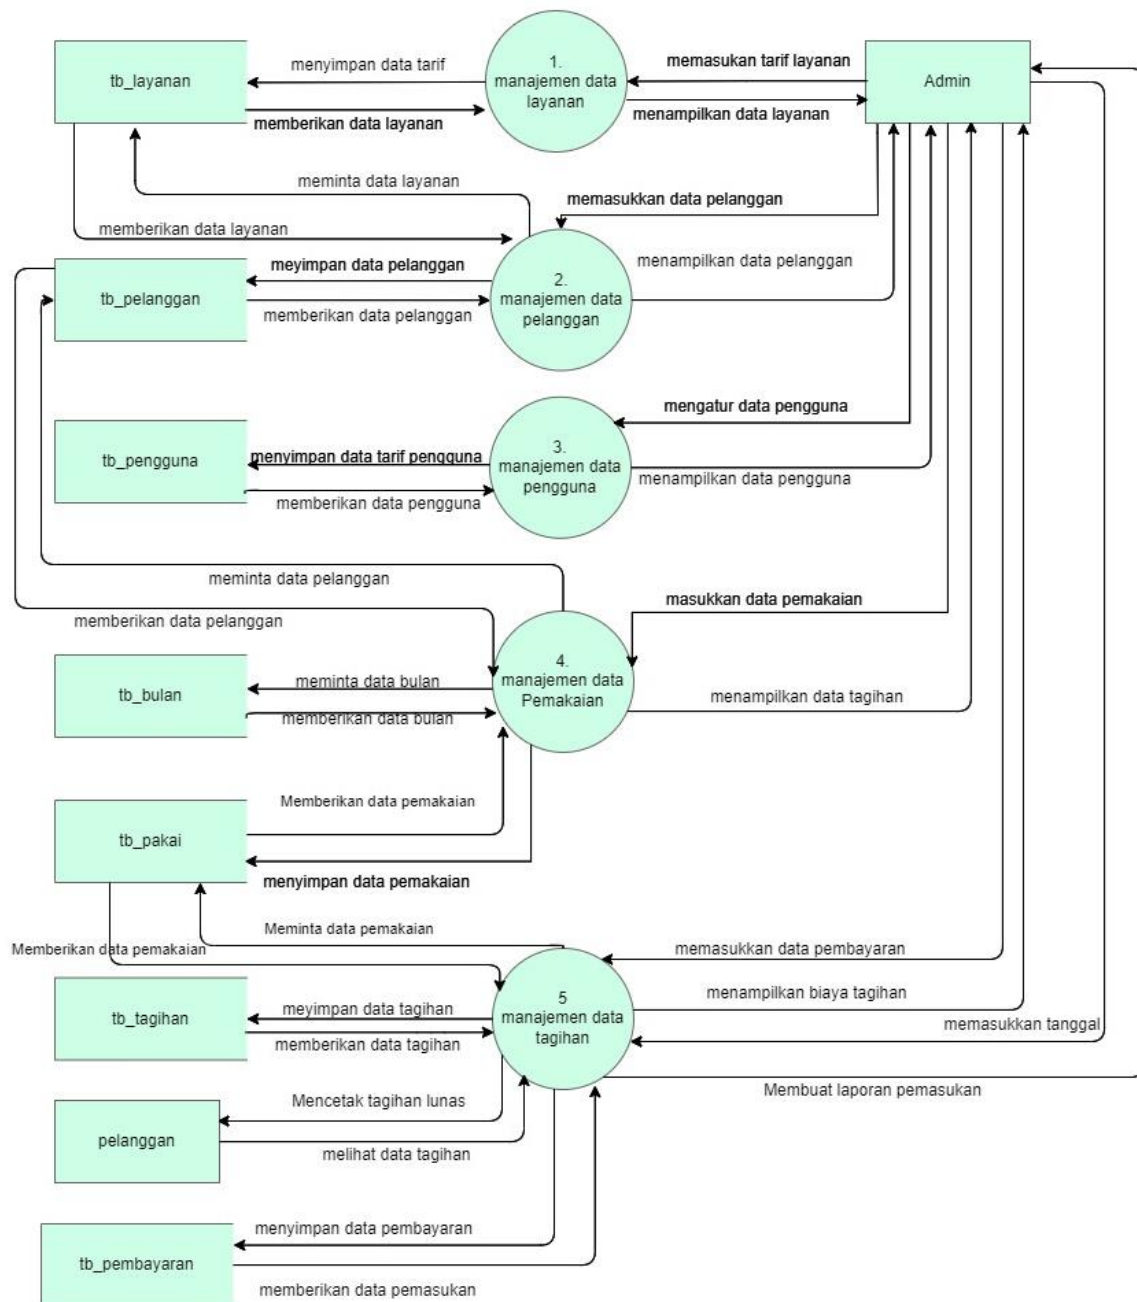 tb_layanan
menyimpan data tarif
1.
manajemen data
layanan
memasukan tarif layanan
Admin
memberikan data layanan
menampilkan data layanan
meminta data layanan
memasukkan data pelanggan
memberikan data layanan
tb_pelanggan
meyimpan data pelanggan
2.
manajemen data
pelanggan
menampilkan data pelanggan
memberikan data pelanggan
mengatur data pengguna
tb_pengguna
menyimpan data tarif pengguna
3.
manajemen data
pengguna
menampilkan data pengguna
memberikan data pengguna
meminta data pelanggan
masukkan data pemakaian
memberikan data pelanggan
tb_bulan
meminta data bulan
4.
manajemen data
Pemakaian
menampilkan data tagihan
memberikan data bulan
Memberikan data pemakaian
tb_pakai
menyimpan data pemakaian
Meminta data pemakaian
Memberikan data pemakaian
memasukkan data pembayaran
tb_tagihan
meyimpan data tagihan
5
manajemen data
tagihan
menampilkan biaya tagihan
memberikan data tagihan
memasukkan tanggal
Membuat laporan pemasukan
Mencetak tagihan lunas
pelanggan
melihat data tagihan
menyimpan data pembayaran
tb_pembayaran
memberikan data pemasukan